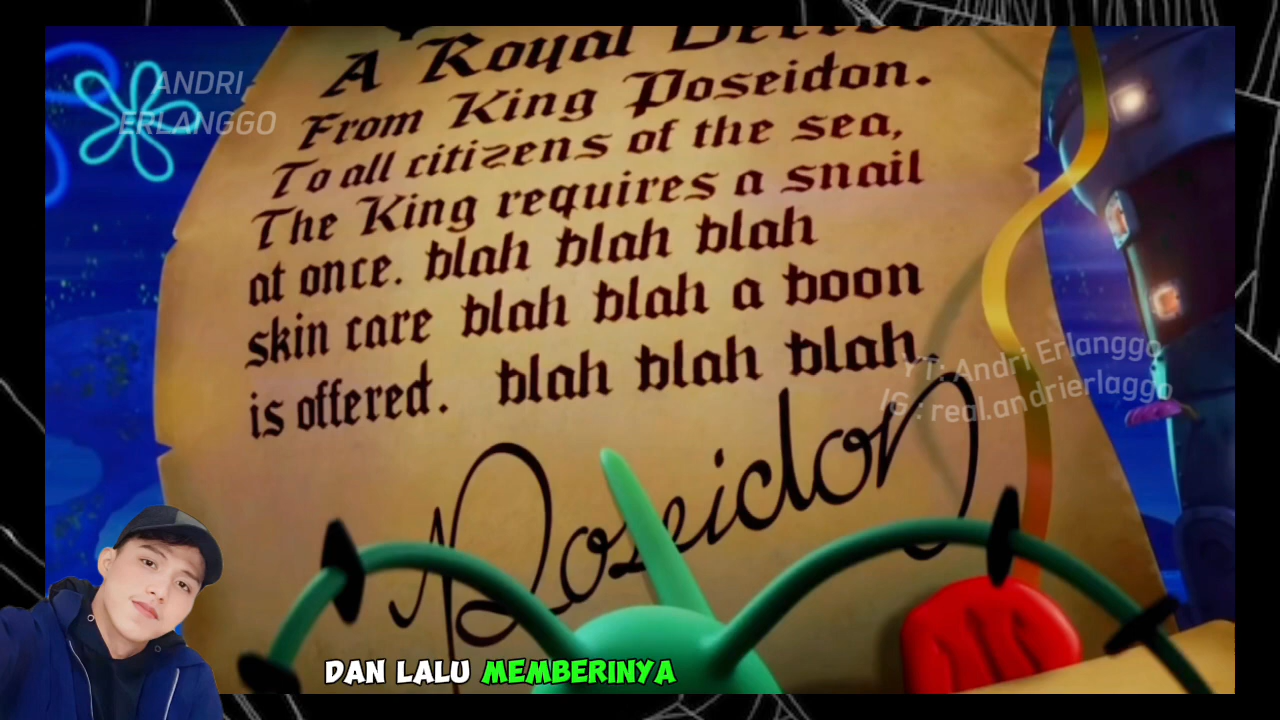 A Royal
From King Poseidon.
To all citizens of the sea,
The King requires a snail
at once. blah blah blah
skin care blah blah a boon
is offered. blah blah blah.
Poseidon
ANDRI
ERLANGGO
YT: Andri Erlanggo
IG : real.andrierlaggo
DAN LALU MEMBERINYA